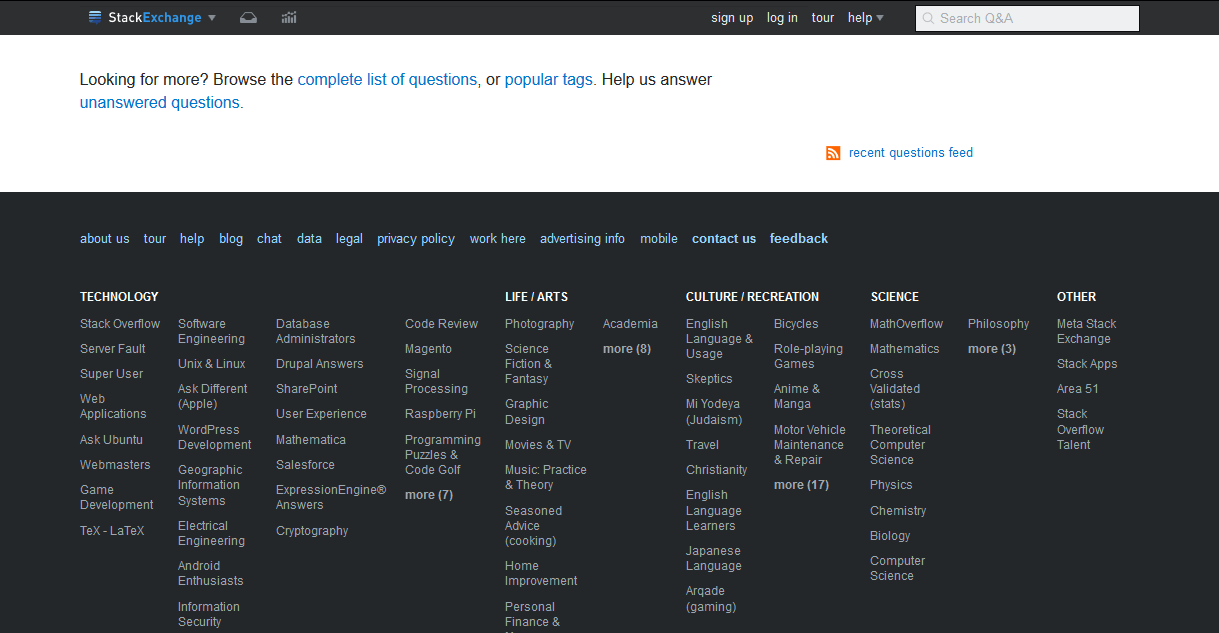 StackExchange
sign up log in tour help
Search Q&A
Looking for more? Browse the complete list of questions, or popular tags. Help us answer
unanswered questions.
recent questions feed
about us tour help blog chat data legal privacy policy work here advertising info mobile contact us feedback
TECHNOLOGY
Stack Overflow
Server Fault
Super User
Web
Applications
Ask Ubuntu
Webmasters
Game
Development
TeX - LaTeX
Software
Engineering
Unix & Linux
Ask Different
(Apple)
WordPress
Development
Geographic
Information
Systems
Electrical
Engineering
Android
Enthusiasts
Information
Security
Database
Administrators
Drupal Answers
SharePoint
User Experience
Mathematica
Salesforce
ExpressionEngine®
Answers
Cryptography
Code Review
Magento
Signal
Processing
Raspberry Pi
Programming
Puzzles &
Code Golf
more (7)
LIFE / ARTS
Photography
Science
Fiction &
Fantasy
Graphic
Design
Movies & TV
Music: Practice
& Theory
Seasoned
Advice
(cooking)
Home
Improvement
Personal
Finance &
Academia
more (8)
CULTURE / RECREATION
English
Language &
Usage
Skeptics
Mi Yodeya
(Judaism)
Travel
Christianity
English
Language
Learners
Japanese
Language
Arqade
(gaming)
Bicycles
Role-playing
Games
Anime &
Manga
Motor Vehicle
Maintenance
& Repair
more (17)
SCIENCE
MathOverflow
Mathematics
Cross
Validated
(stats)
Theoretical
Computer
Science
Physics
Chemistry
Biology
Computer
Science
Philosophy
more (3)
OTHER
Meta Stack
Exchange
Stack Apps
Area 51
Stack
Overflow
Talent